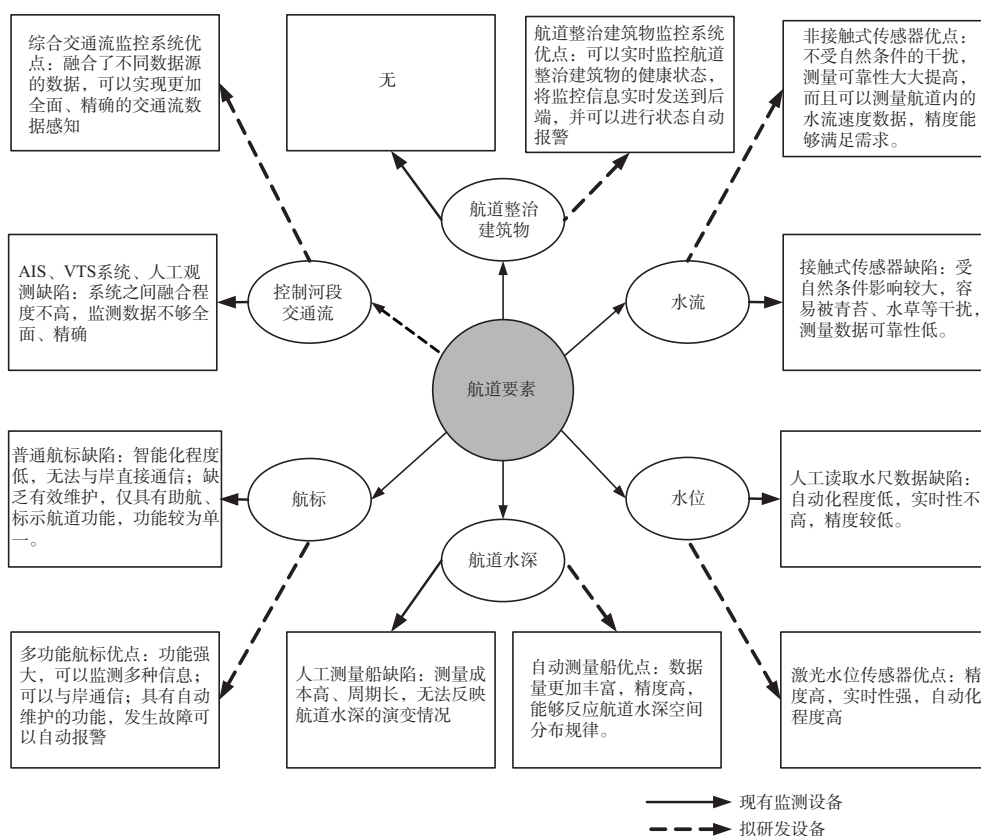 综合交通流监控系统优
点：融合了不同数据源
的数据，可以实现更加
全面、精确的交通流数
据感知
无
航道整治建筑物监控系统
优点：可以实时监控航道
整治建筑物的健康状态，
将监控信息实时发送到后
端，并可以进行状态自动
报警
非接触式传感器优点：
不受自然条件的干扰，
测量可靠性大大提高，
而且可以测量航道内的
水流速度数据，精度能
够满足需求。
航道整治
建筑物
AIS、VTS系统、人工观
测缺陷：系统之间融合程
度不高，监测数据不够全
面、精确
控制河段
交通流
水流
接触式传感器缺陷：受
自然条件影响较大，容
易被青苔、水草等干扰，
测量数据可靠性低。
航道要素
普通航标缺陷：智能化程度
低，无法与岸直接通信；缺
乏有效维护，仅具有助航、
标示航道功能，功能较为单
一。
航标
水位
人工读取水尺数据缺陷：
自动化程度低，实时性不
高，精度较低。
航道水深
多功能航标优点：功能强
大，可以监测多种信息；
可以与岸通信；具有自动
维护的功能，发生故障可
以自动报警
人工测量船缺陷：测量成
本高、周期长，无法反映
航道水深的演变情况
自动测量船优点：数据
量更加丰富，精度高，
能够反应航道水深空间
分布规律。
激光水位传感器优点：精
度高，实时性强，自动化
程度高
现有监测设备
拟研发设备